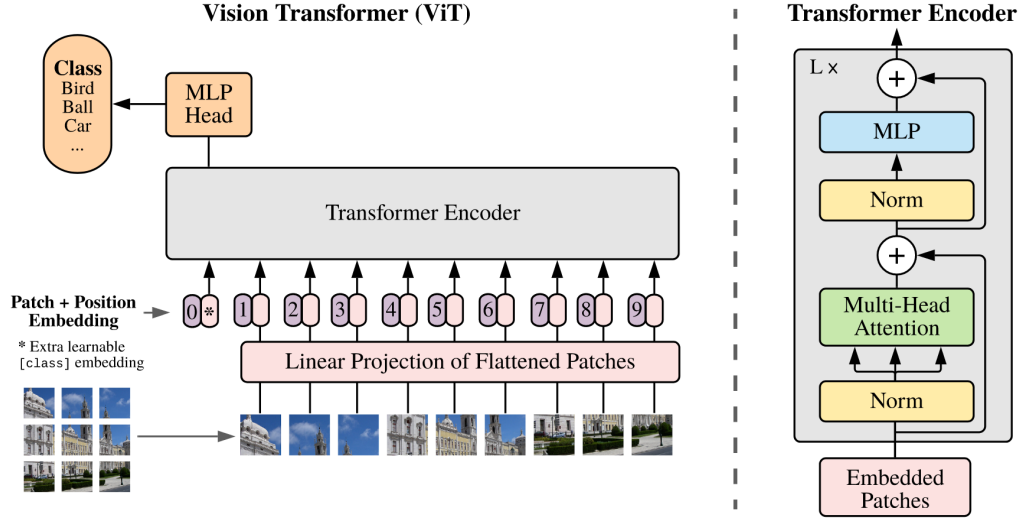 Vision Transformer (ViT)
Class
Bird
Ball
Car
...
MLP
Head
Transformer Encoder
0 * 1 2 3 4 5 6 7 8 9
Patch + Position
Embedding
* Extra learnable
[class] embedding
Linear Projection of Flattened Patches
Transformer Encoder
L ×
+
MLP
Norm
+
Multi-Head
Attention
Norm
Embedded
Patches